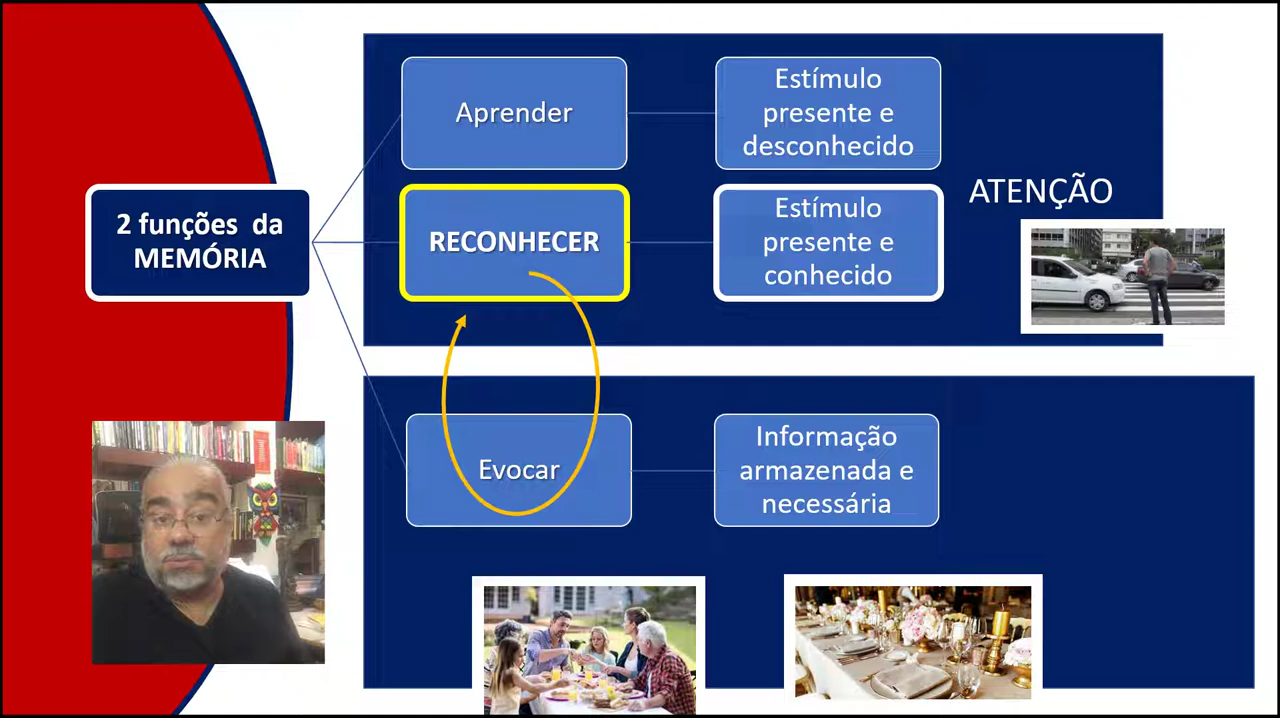 2 funções da
MEMÓRIA
Aprender
Estímulo
presente e
desconhecido
RECONHECER
Estímulo
presente e
conhecido
ATENÇÃO
Evocar
Informação
armazenada e
necessária